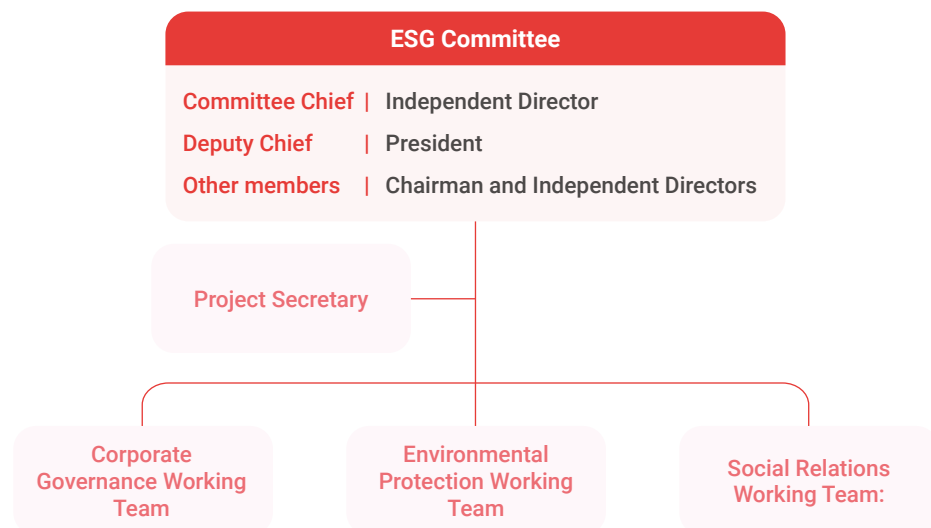 ESG Committee
Committee Chief | Independent Director
Deputy Chief | President
Other members | Chairman and Independent Directors
Project Secretary
Corporate
Governance Working
Team
Environmental
Protection Working
Team
Social Relations
Working Team: